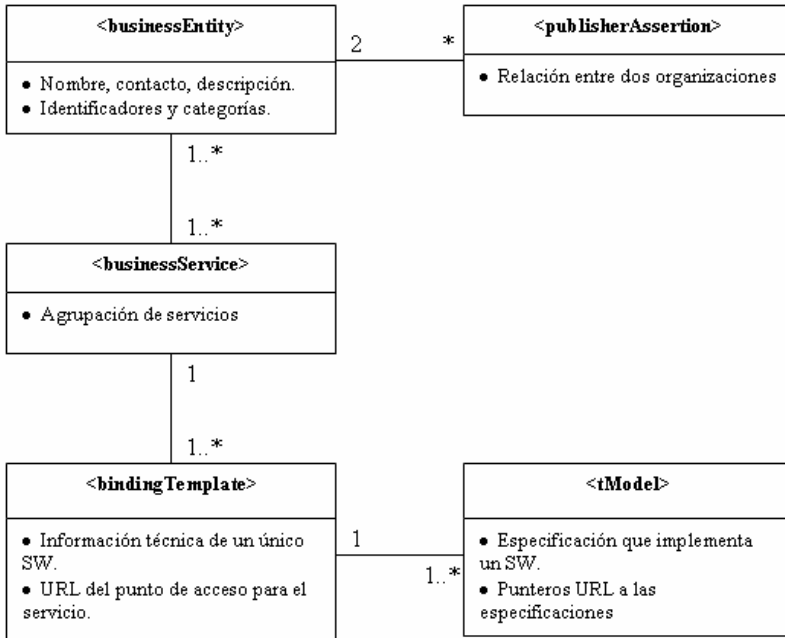 <businessEntity>
• Nombre, contacto, descripción.
• Identificadores y categorías.
2
*
<publisherAssertion>
• Relación entre dos organizaciones
1..*
1..*
<businessService>
• Agrupación de servicios
1
1..*
<bindingTemplate>
• Información técnica de un único
SW.
• URL del punto de acceso para el
servicio.
1
1..*
<tModel>
• Especificación que implementa
un SW.
• Punteros URL a las
especificaciones